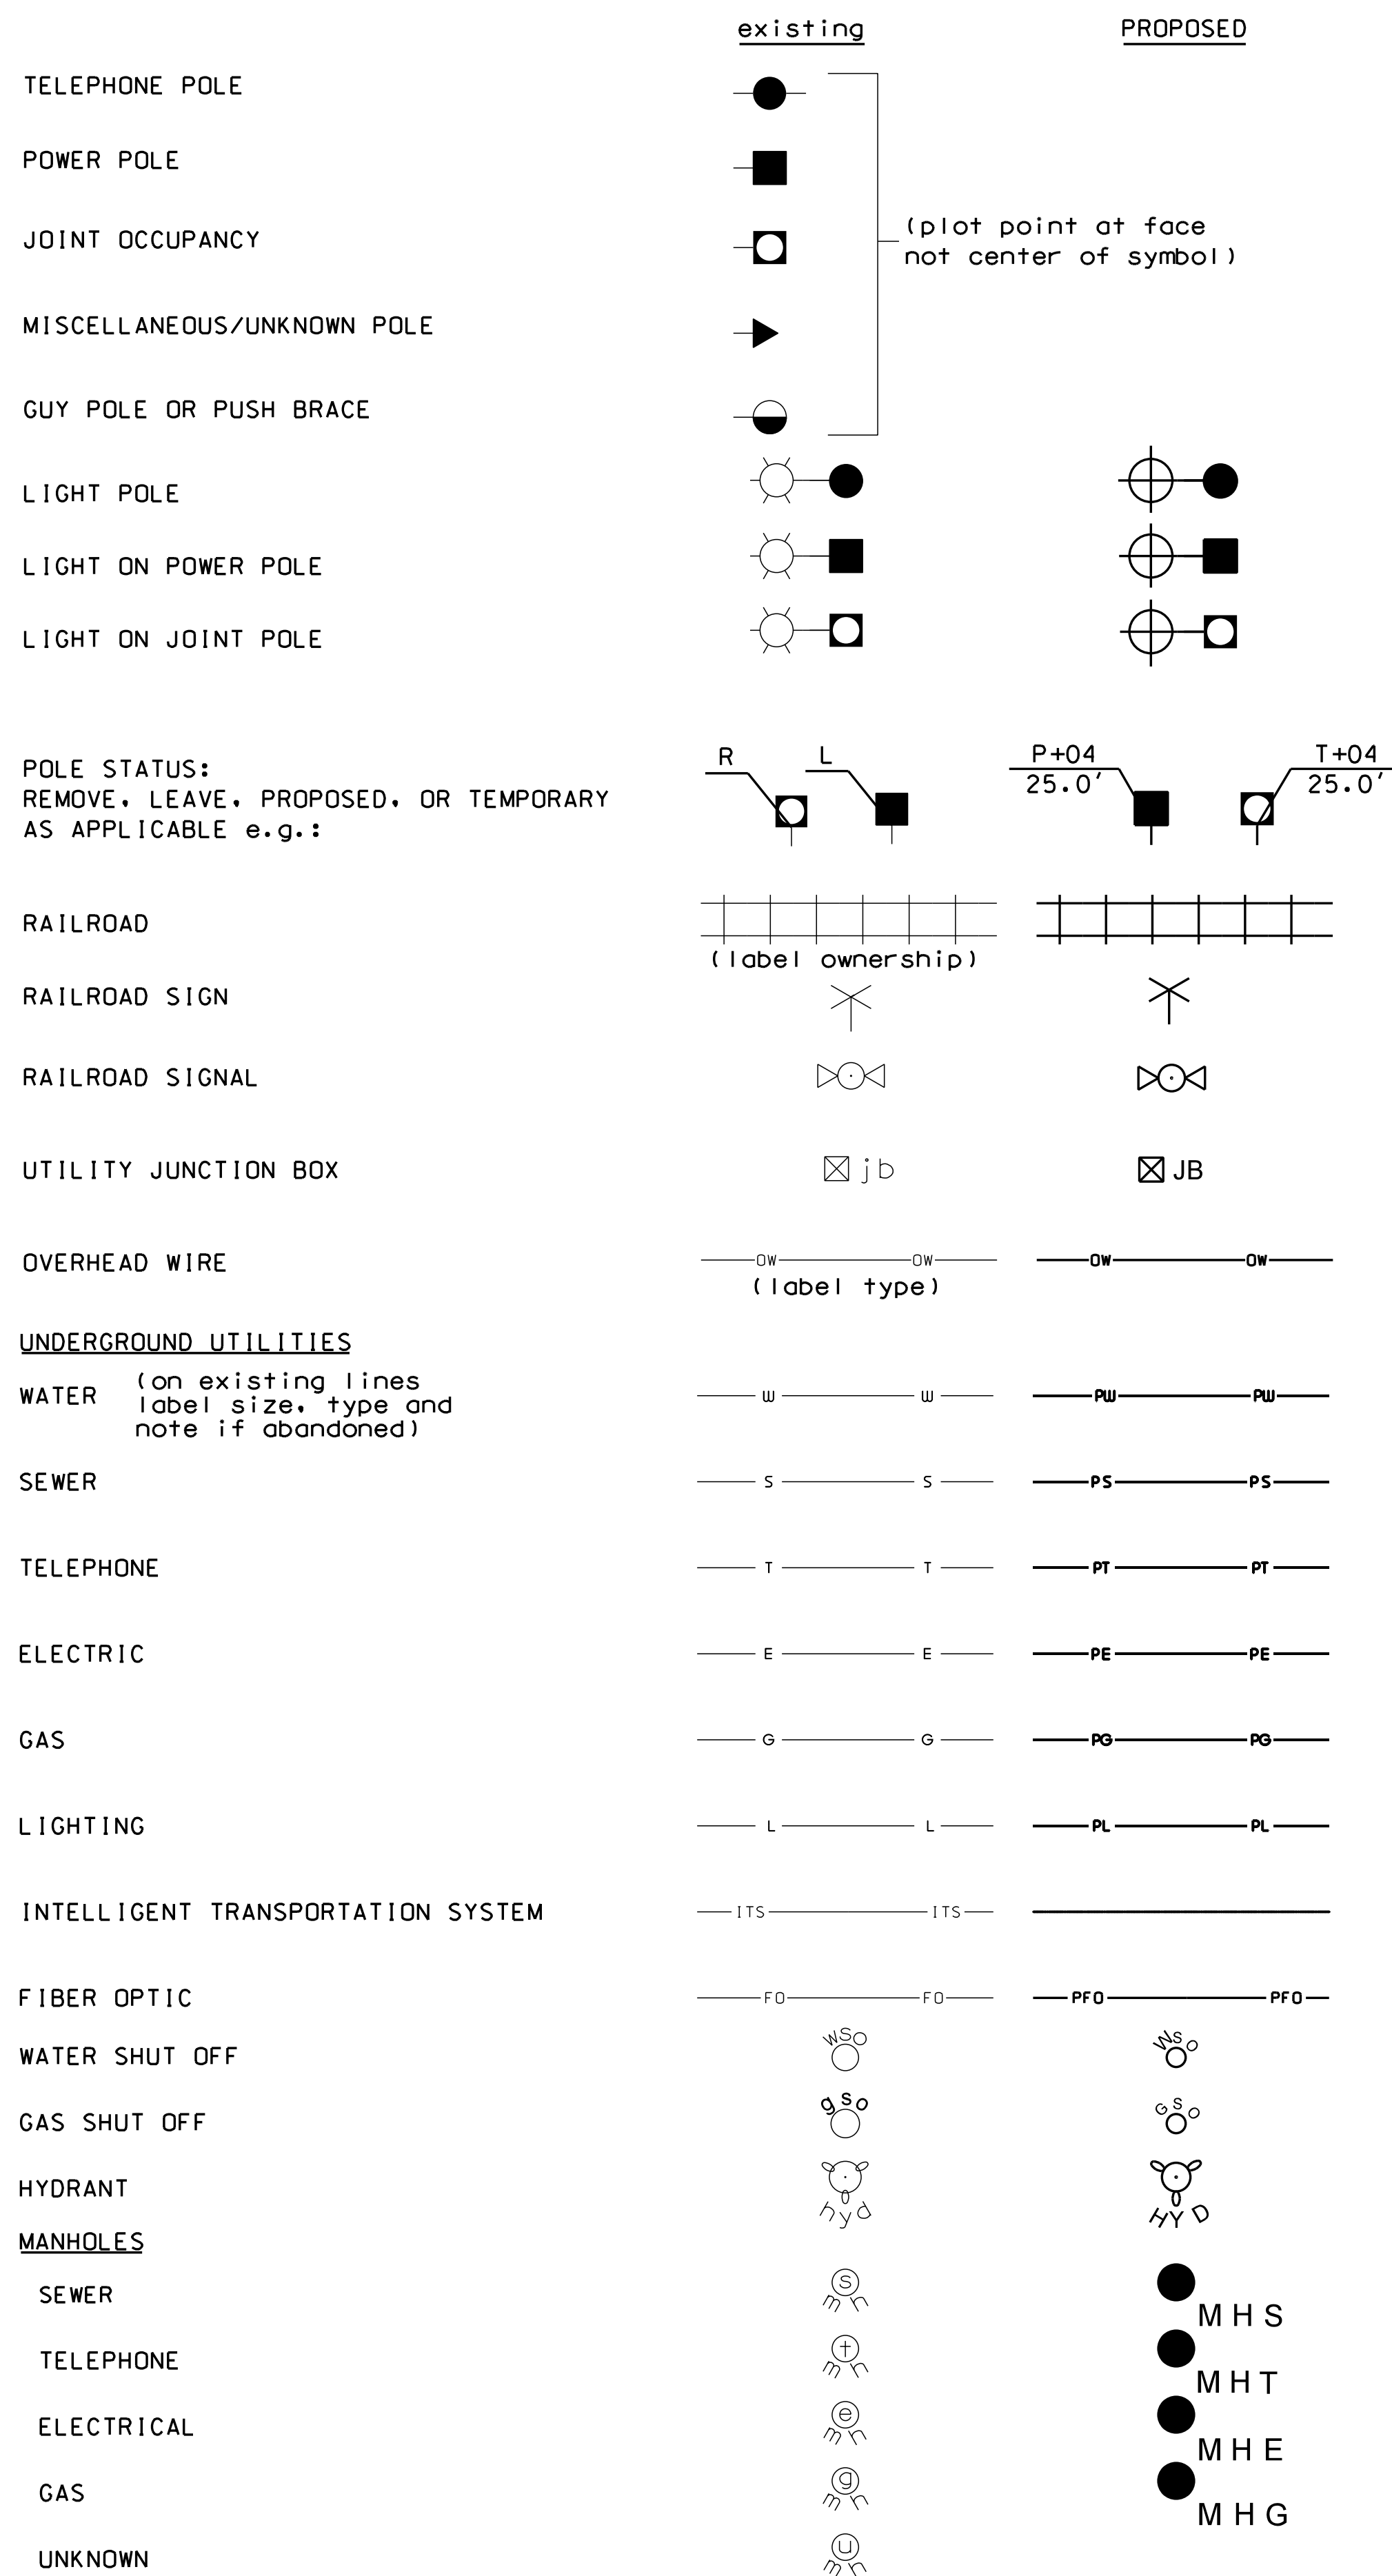 existing PROPOSED
TELEPHONE POLE
POWER POLE
JOINT OCCUPANCY
(plot point at face
not center of symbol)
MISCELLANEOUS/UNKNOWN POLE
GUY POLE OR PUSH BRACE
LIGHT POLE
LIGHT ON POWER POLE
LIGHT ON JOINT POLE
POLE STATUS:
REMOVE, LEAVE, PROPOSED, OR TEMPORARY
AS APPLICABLE e.g.:
R L P+04 T+04
25.0' 25.0'
RAILROAD
(label ownership)
RAILROAD SIGN
RAILROAD SIGNAL
UTILITY JUNCTION BOX jb JB
OVERHEAD WIRE OW OW OW OW
(label type)
UNDERGROUND UTILITIES
WATER (on existing lines
label size, type and
note if abandoned)
W W PW PW
SEWER S S PS PS
TELEPHONE T T PT PT
ELECTRIC E E PE PE
GAS G G PG PG
LIGHTING L L PL PL
INTELLIGENT TRANSPORTATION SYSTEM ITS ITS
FIBER OPTIC FO FO PFO PFO
WATER SHUT OFF WSO WSO
GAS SHUT OFF gso GSO
HYDRANT hyd HYD
MANHOLES
SEWER s mh MHS
TELEPHONE t mh MHT
ELECTRICAL e mh MHE
GAS g mh MHG
UNKNOWN u mh